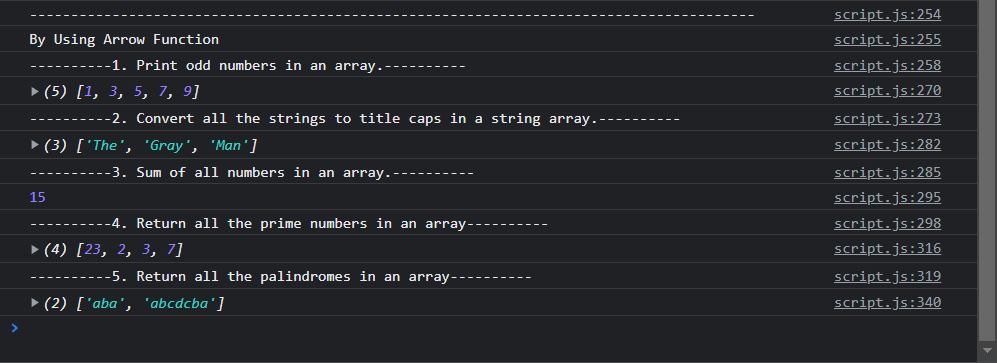 ---------------------------------------------------------------------------------------- script.js:254
By Using Arrow Function script.js:255
----------1. Print odd numbers in an array.---------- script.js:258
▶(5) [1, 3, 5, 7, 9] script.js:270
----------2. Convert all the strings to title caps in a string array.---------- script.js:273
▶(3) ['The', 'Gray', 'Man'] script.js:282
----------3. Sum of all numbers in an array.---------- script.js:285
15 script.js:295
----------4. Return all the prime numbers in an array---------- script.js:298
▶(4) [23, 2, 3, 7] script.js:316
----------5. Return all the palindromes in an array---------- script.js:319
▶(2) ['aba', 'abcdcba'] script.js:340
>